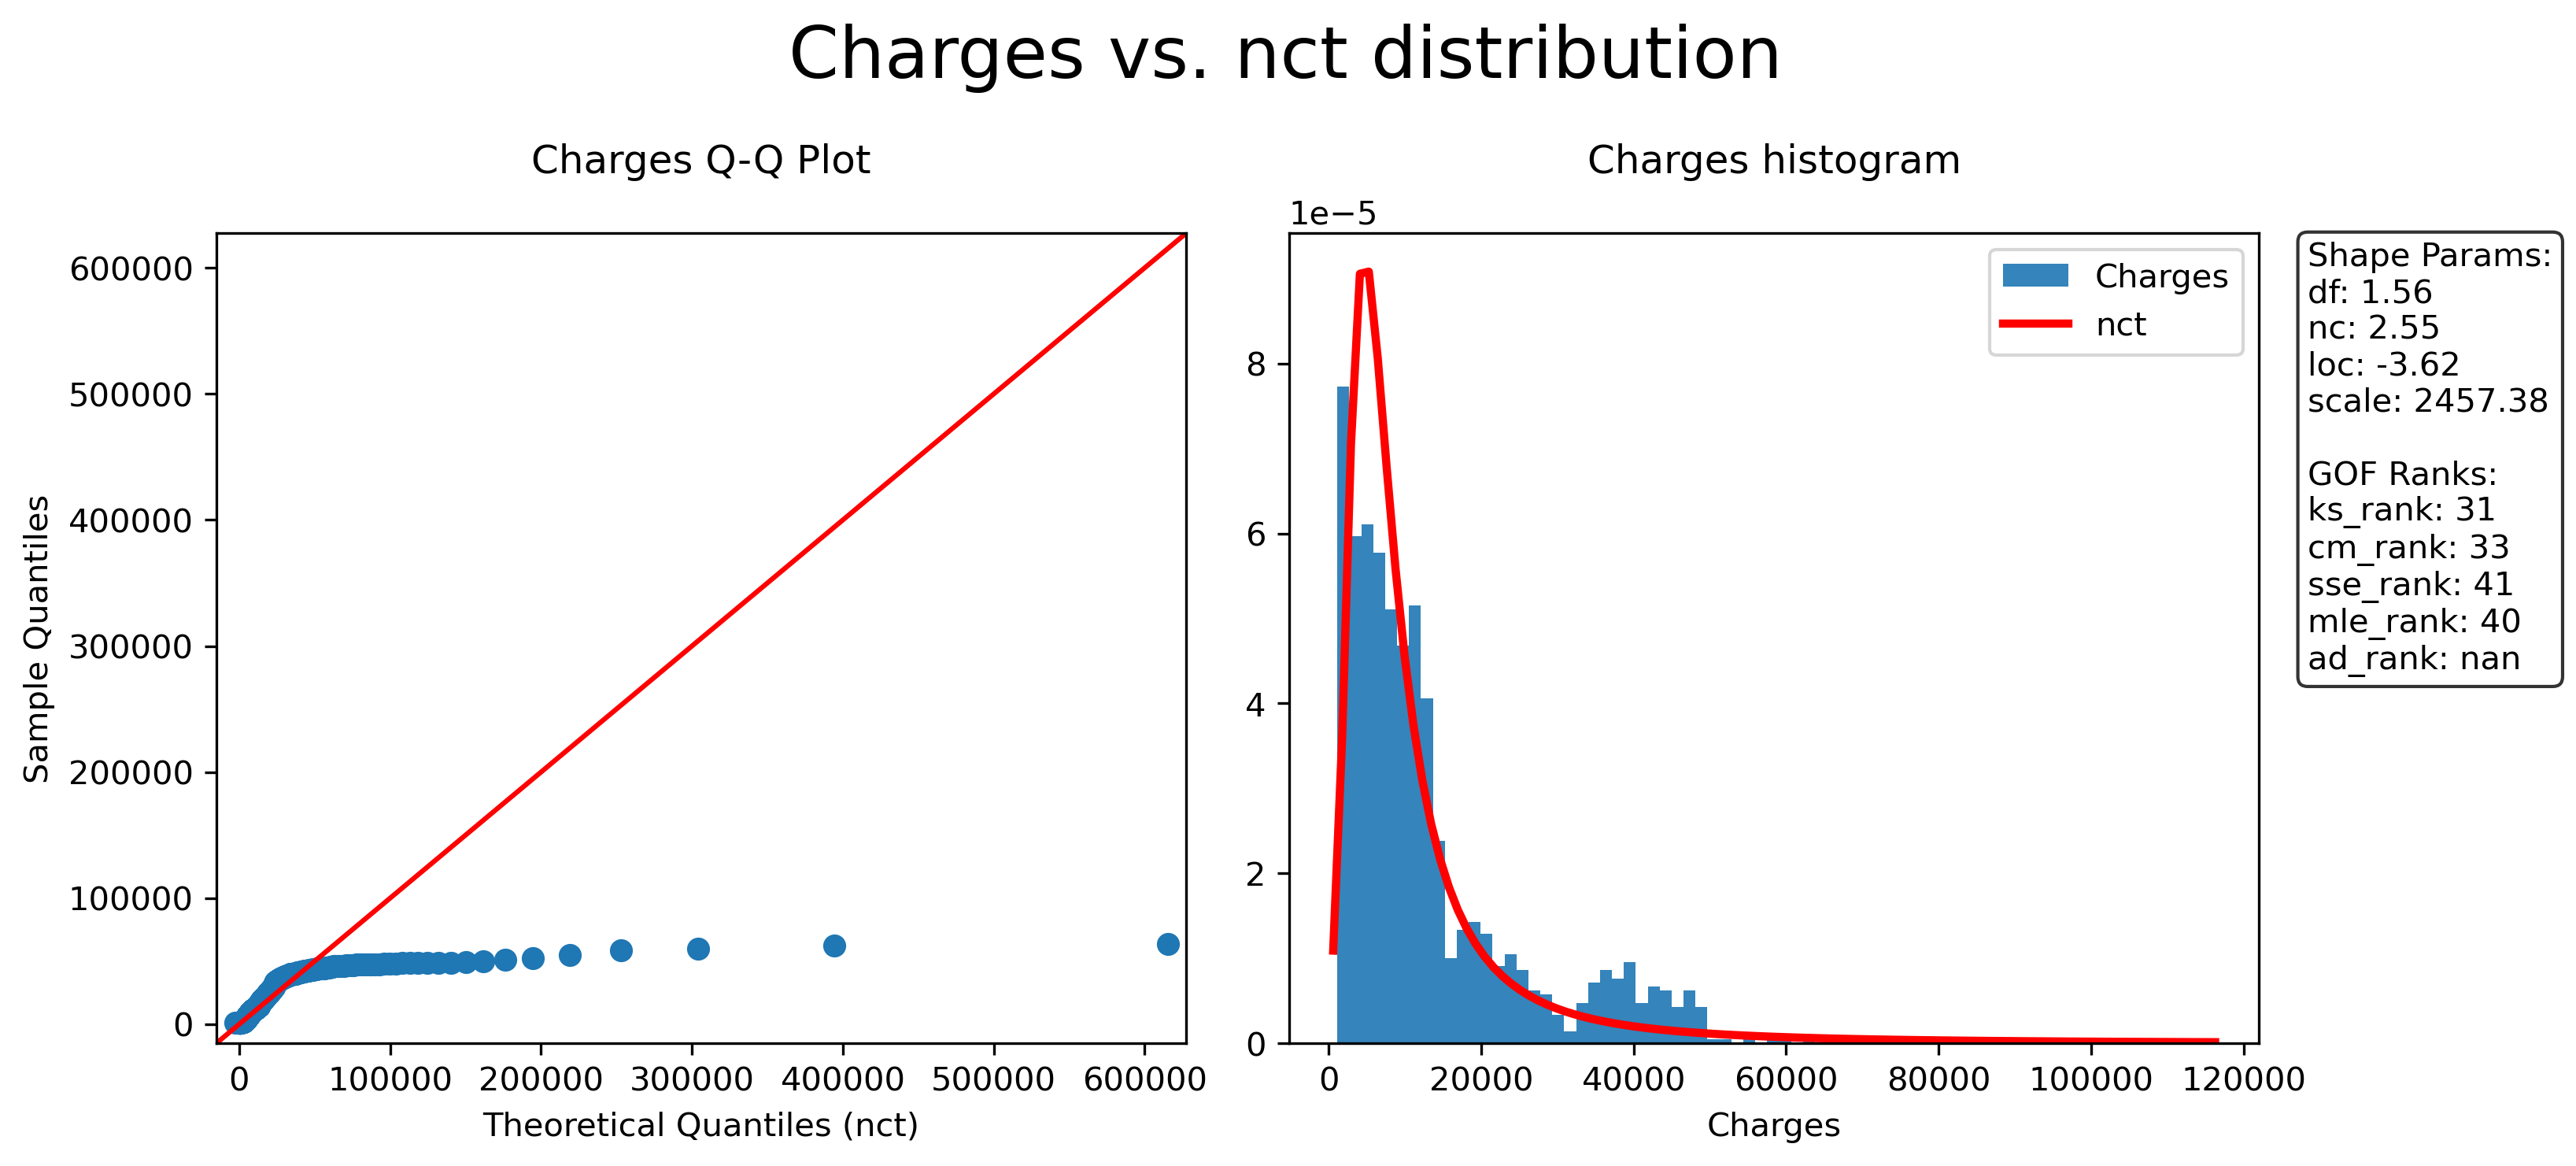 Charges vs. nct distribution
Charges Q-Q Plot
600000
500000
400000
300000
200000
100000
0
Sample Quantiles
0 100000 200000 300000 400000 500000 600000
Theoretical Quantiles (nct)
Charges histogram
1e−5
8
6
4
2
0
Charges
nct
0 20000 40000 60000 80000 100000 120000
Charges
Shape Params:
df: 1.56
nc: 2.55
loc: -3.62
scale: 2457.38
GOF Ranks:
ks_rank: 31
cm_rank: 33
sse_rank: 41
mle_rank: 40
ad_rank: nan